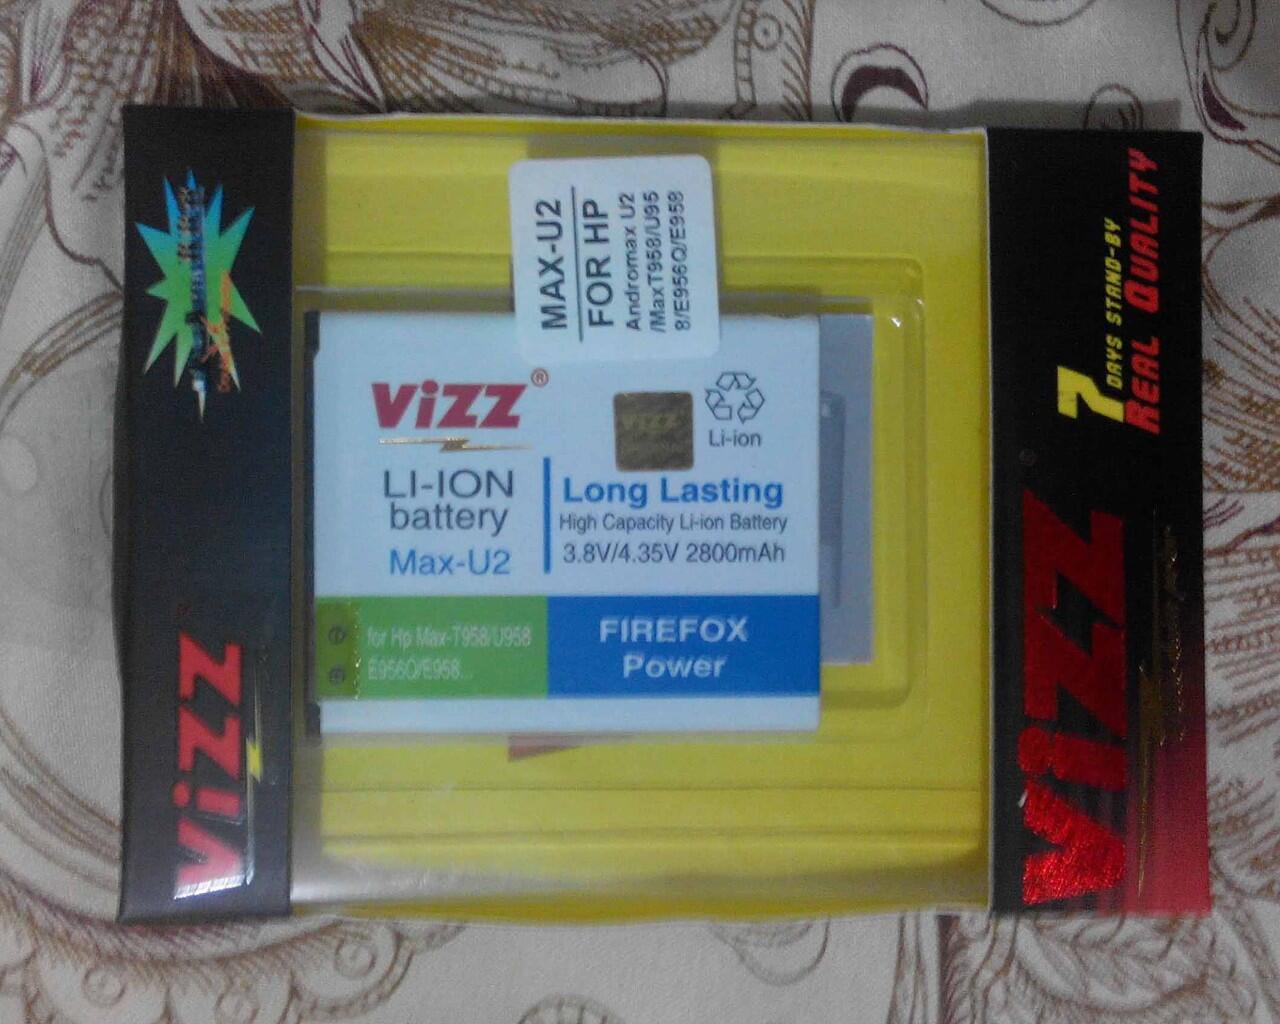 MAX-U2
FOR HP
Andromax U2
/MaxT958/U95
8/E956Q/E958
ViZZ®
LI-ION
battery
Max-U2
ViZZ
Li-ion
Long Lasting
High Capacity Li-ion Battery
3.8V/4.35V 2800mAh
for Hp Max-T958/U958
E956Q/E958...
FIREFOX
Power
ViZZ
7 DAYS STAND-BY
REAL QUALITY
ViZZ